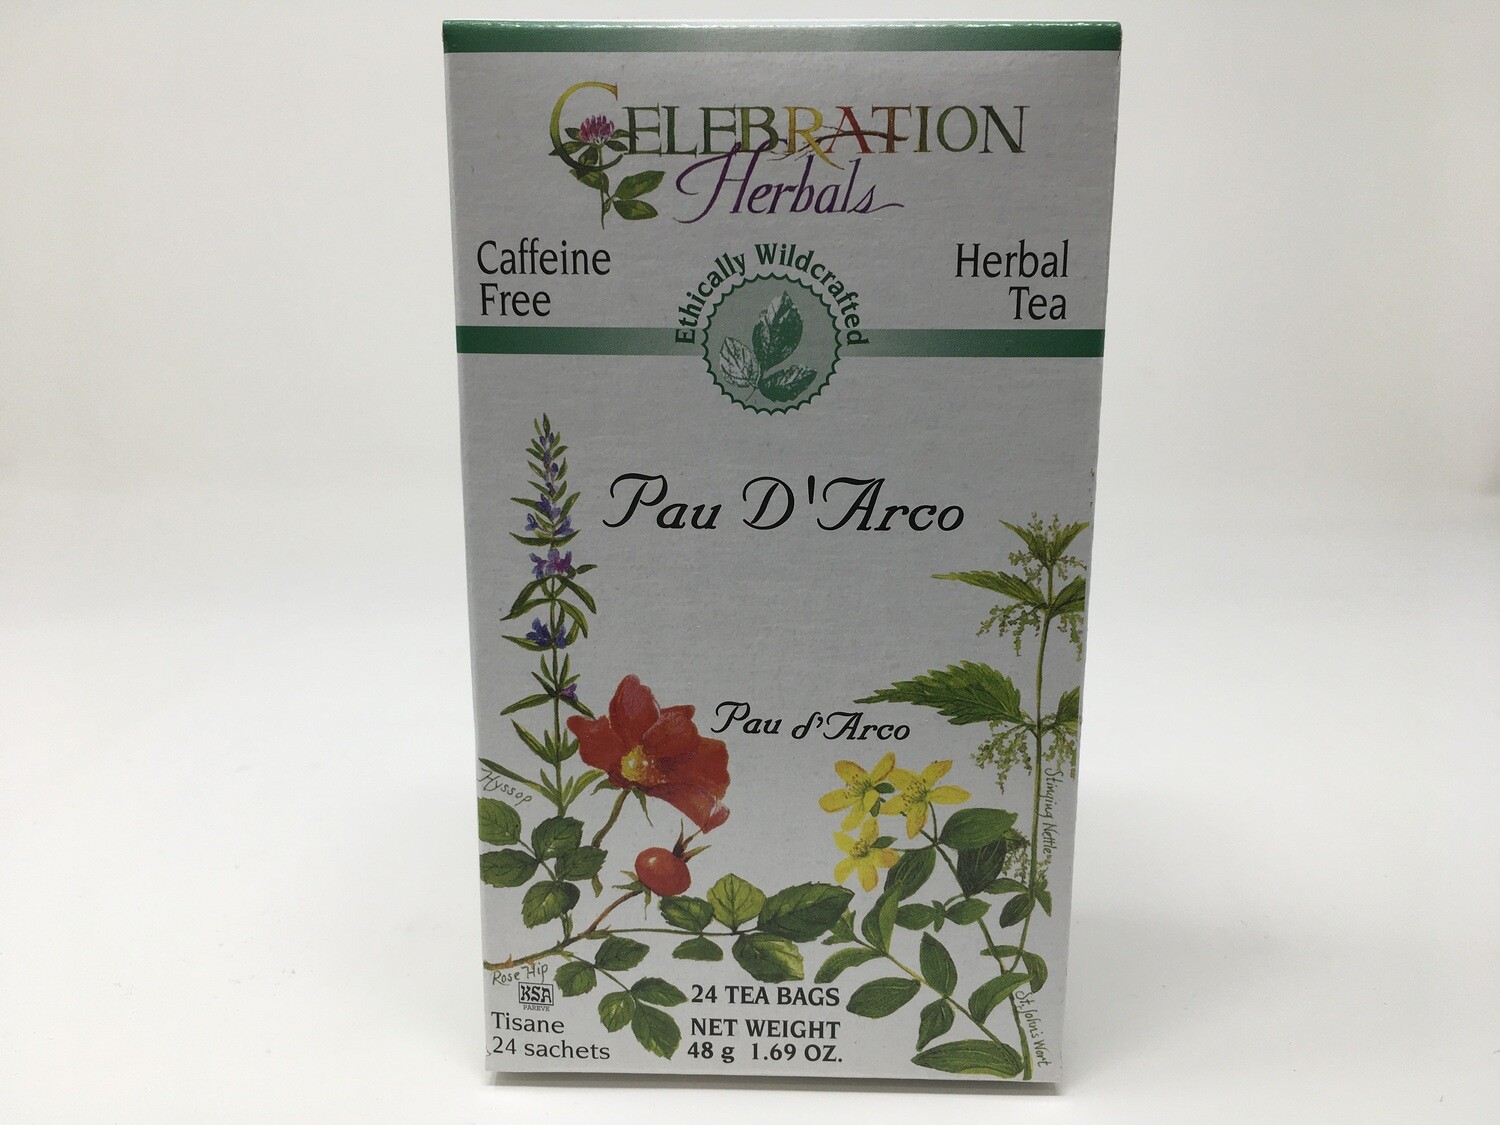 CELEBRATION
Herbals
Caffeine
Free
Ethically Wildcrafted
Herbal
Tea
Pau D'Arco
Pau d'Arco
Hyssop
Stinging Nettle
Rose Hip
KSA
PAREVE
Tisane
24 sachets
24 TEA BAGS
NET WEIGHT
48 g 1.69 OZ.
St. John's Wort